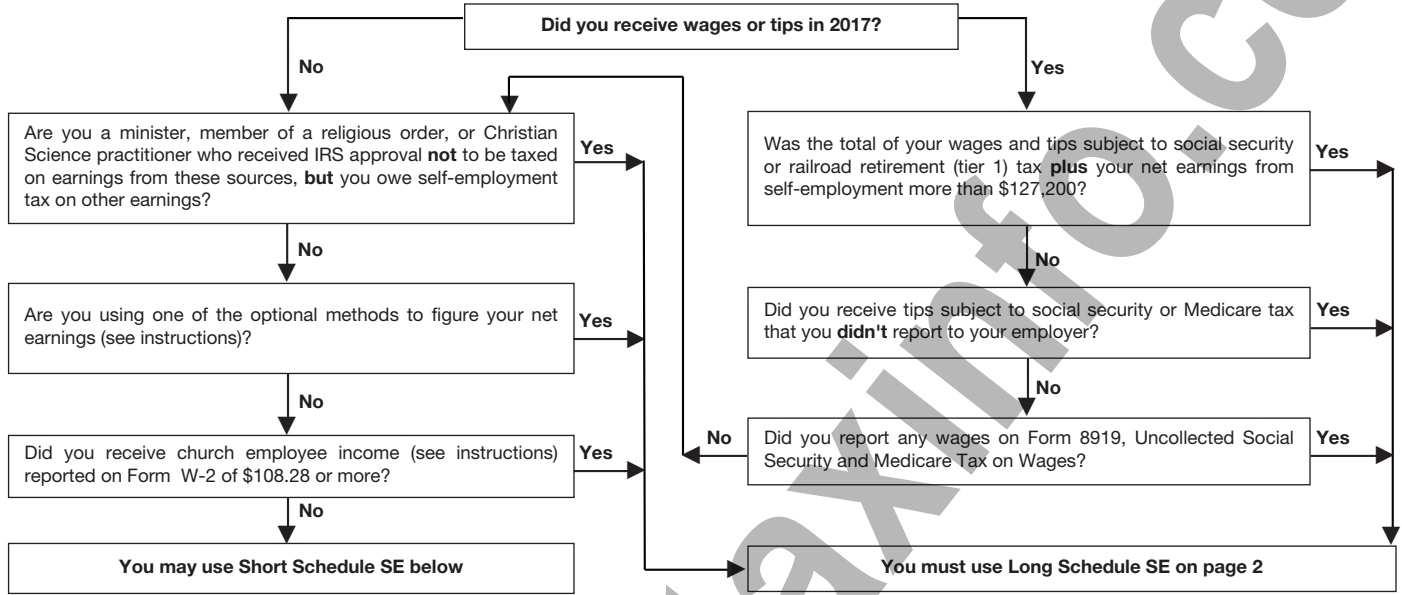 Did you receive wages or tips in 2017?
No
Yes
Are you a minister, member of a religious order, or Christian
Science practitioner who received IRS approval not to be taxed
on earnings from these sources, but you owe self-employment
tax on other earnings?
Yes
Was the total of your wages and tips subject to social security
or railroad retirement (tier 1) tax plus your net earnings from
self-employment more than $127,200?
Yes
No
No
Are you using one of the optional methods to figure your net
earnings (see instructions)?
Yes
Did you receive tips subject to social security or Medicare tax
that you didn't report to your employer?
Yes
No
No
Did you receive church employee income (see instructions)
reported on Form W-2 of $108.28 or more?
Yes
No
Did you report any wages on Form 8919, Uncollected Social
Security and Medicare Tax on Wages?
Yes
No
You may use Short Schedule SE below
You must use Long Schedule SE on page 2